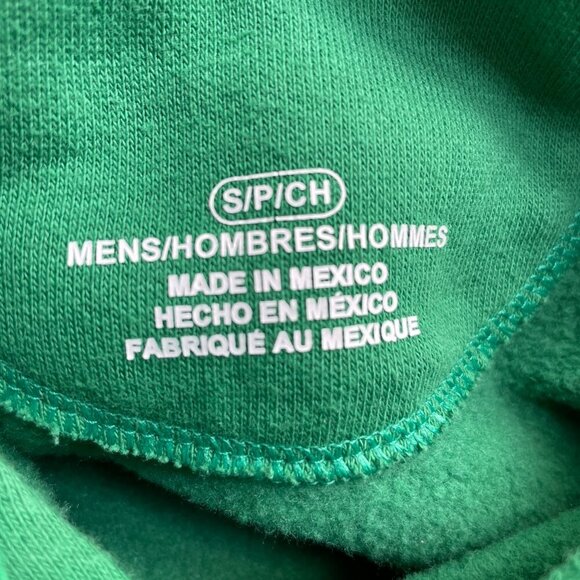 S/P/CH
MENS/HOMBRES/HOMMES
MADE IN MEXICO
HECHO EN MÉXICO
FABRIQUÉ AU MEXIQUE